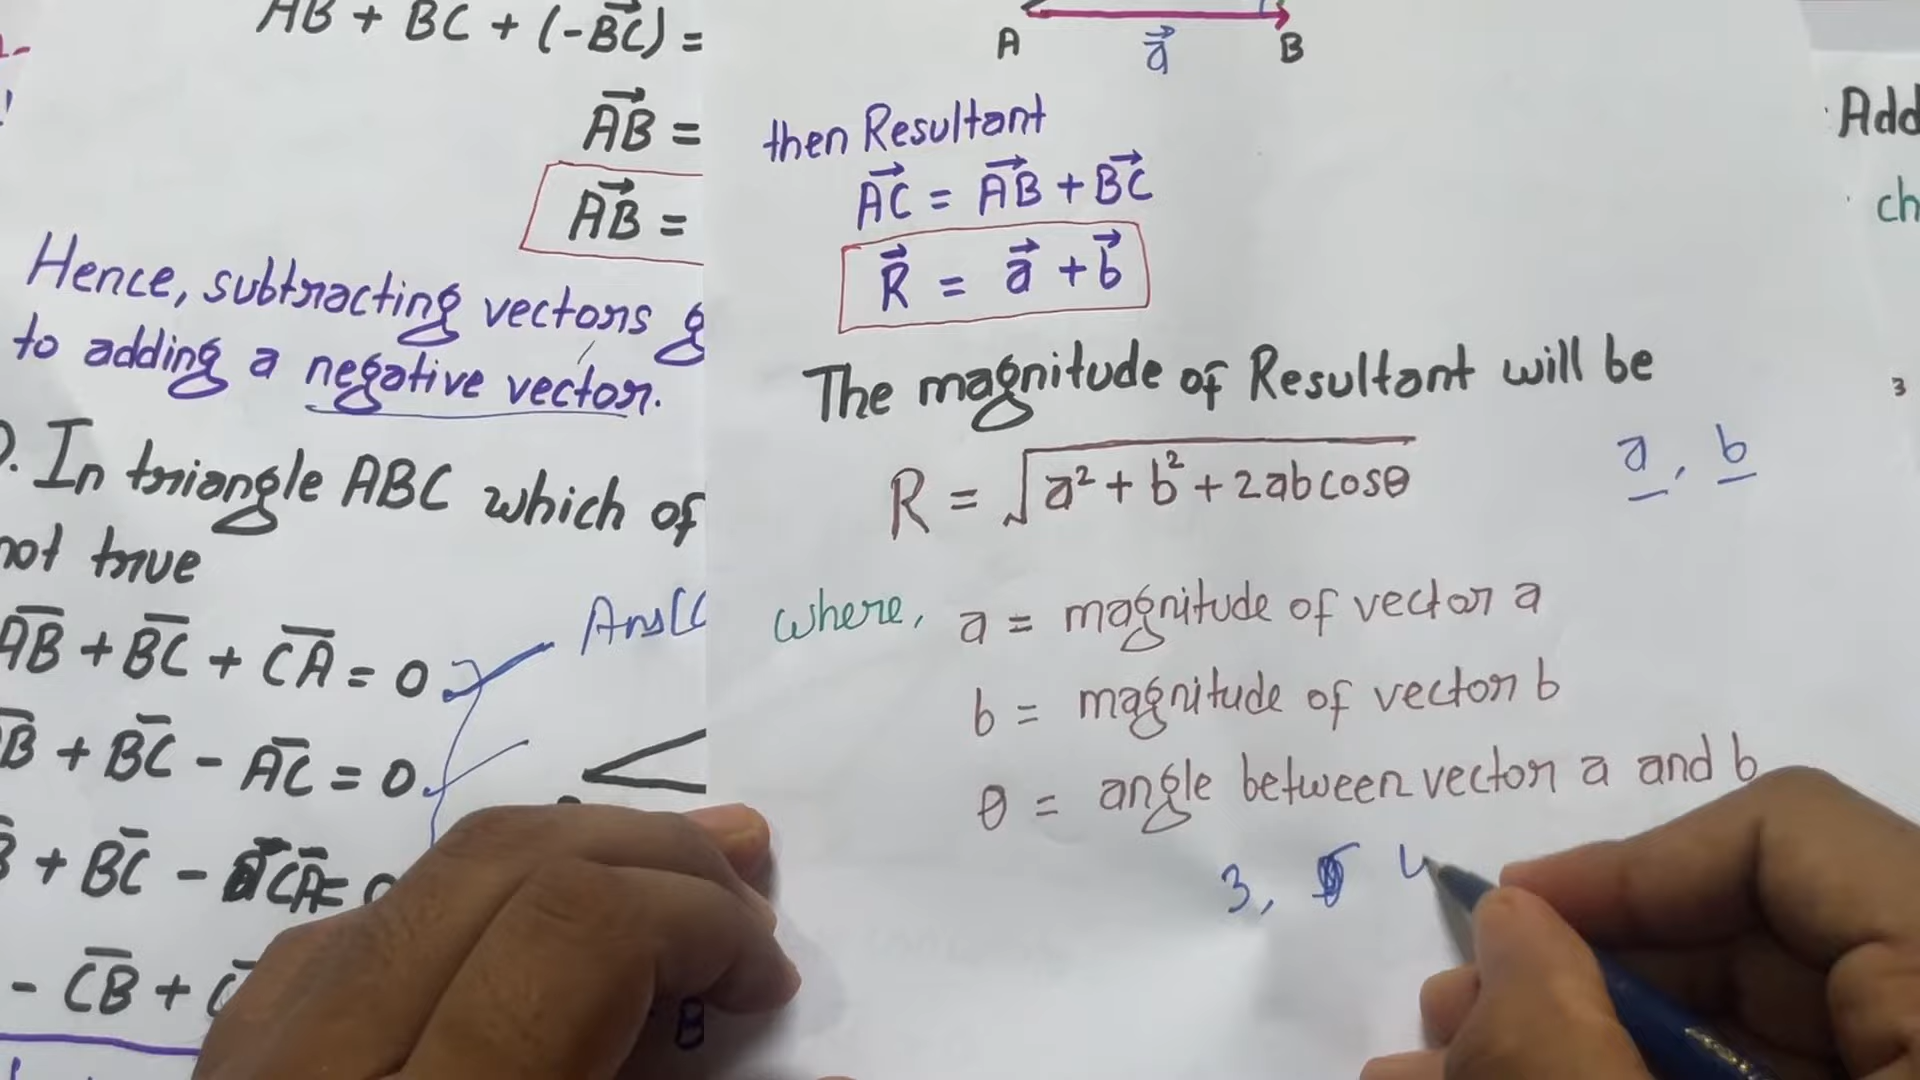 AB + BC + (-BC) =
AB =
AB =
Hence, subtracting vectors
to adding a negative vector.
In triangle ABC which of
not true
AB + BC + CA = 0
Ans(
B + BC - AC = 0
+ BC - CA =
- CB +
A
a
B
then Resultant
AC = AB + BC
R = a + b
The magnitude of Resultant will be
R = √a² + b² + 2abcosθ
a, b
where, a = magnitude of vector a
b = magnitude of vector b
θ = angle between vector a and b
3, 4
B
Add
ch
3